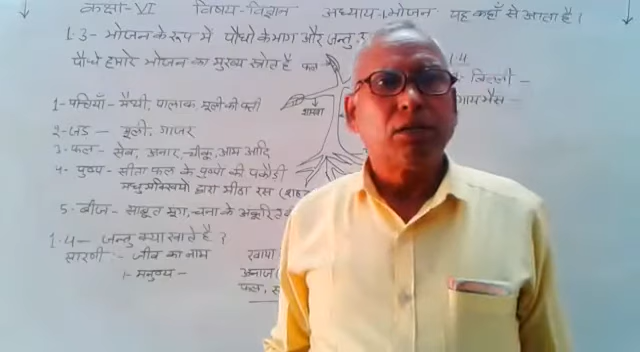 कक्षा-VI विषय-विज्ञान अध्याय-1 भोजन यह कहाँ से आता है।
1.3- भोजन के रूप में पौधों के भाग और जन्तु
पौधे हमारे भोजन का मुख्य स्रोत है
फल
शाखा
1- पत्तियाँ- मैथी, पालक, मूली की पत्ती
2- जड़ - मूली, गाजर
3- फल - सेव, अनार, चीकू, आम आदि
4- पुष्प - सीता फल के पुष्पों की पकौडी
मधुमक्खियों द्वारा मीठा रस (शहद
5. बीज- साबूत मूग, चना के अंकुरित
1.4- जन्तु क्या खाते है ?
सारणी :- जीव का नाम
1- मनुष्य -
अनाज
फल,
1.4
बिल्ली -
गाय भैंस -